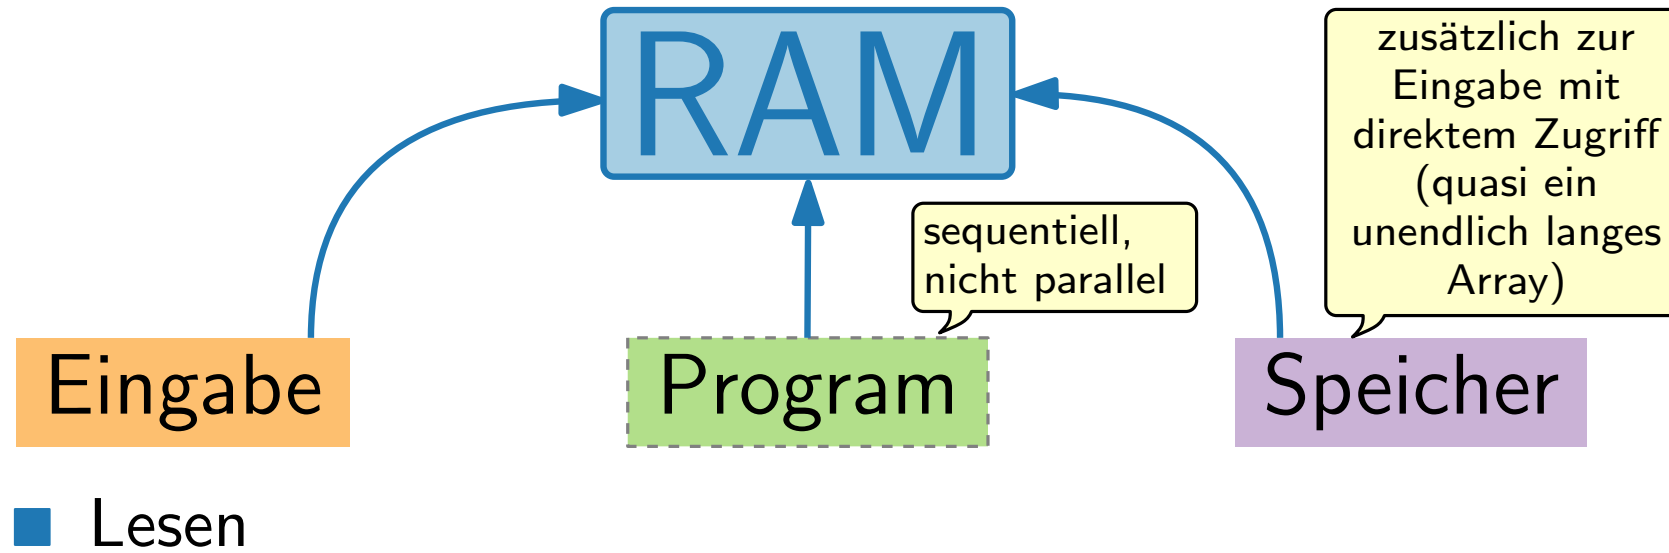 RAM
zusätzlich zur
Eingabe mit
direktem Zugriff
(quasi ein
unendlich langes
Array)
sequentiell,
nicht parallel
Eingabe
Program
Speicher
Lesen